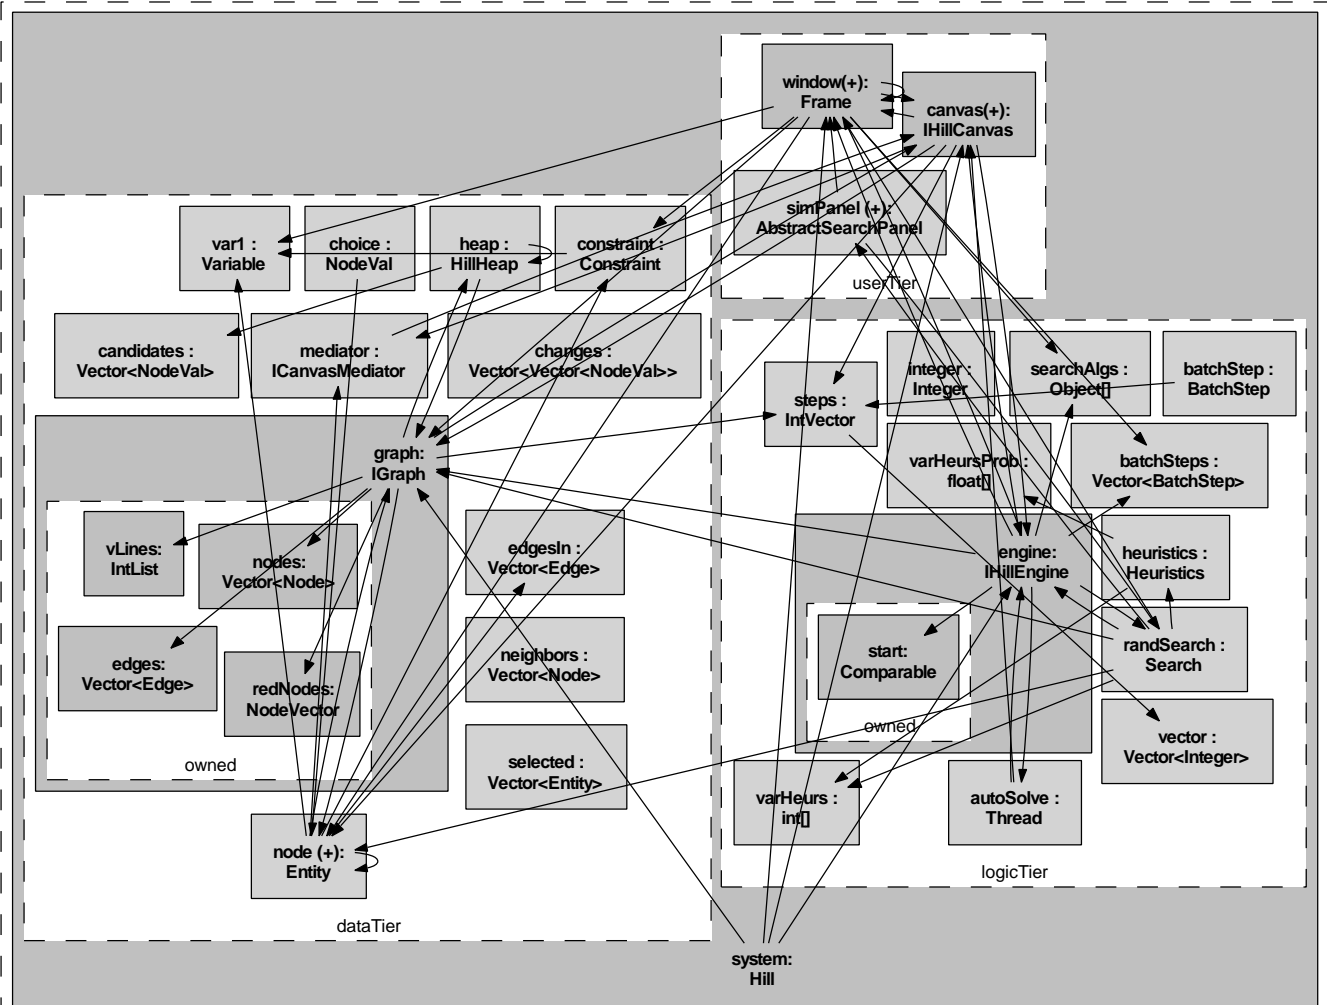 window(+):
Frame
canvas(+):
IHillCanvas
simPanel (+):
AbstractSearchPanel
userTier
var1 :
Variable
choice :
NodeVal
heap :
HillHeap
constraint :
Constraint
candidates :
Vector<NodeVal>
mediator :
ICanvasMediator
changes :
Vector<Vector<NodeVal>>
graph:
IGraph
vLines:
IntList
nodes:
Vector<Node>
edges:
Vector<Edge>
redNodes:
NodeVector
owned
edgesIn :
Vector<Edge>
neighbors :
Vector<Node>
selected :
Vector<Entity>
node (+):
Entity
dataTier
steps :
IntVector
integer :
Integer
searchAlgs :
Object[]
batchStep :
BatchStep
varHeursProb :
float[]
batchSteps :
Vector<BatchStep>
engine:
IHillEngine
heuristics :
Heuristics
start:
Comparable
owned
randSearch :
Search
vector :
Vector<Integer>
varHeurs :
int[]
autoSolve :
Thread
logicTier
system:
Hill